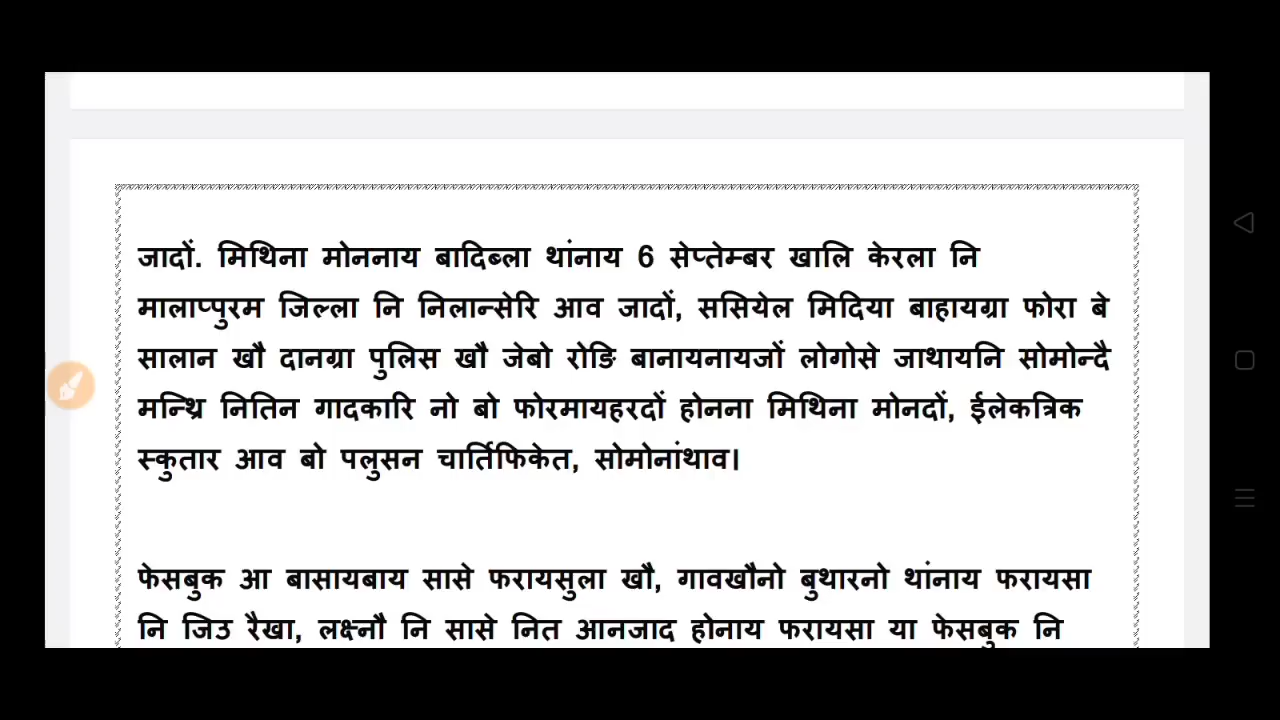 जादों. मिथिना मोननाय बादिब्ला थांनाय 6 सेप्तेम्बर खालि केरला नि
मालाप्पुरम जिल्ला नि निलान्सेरि आव जादों, ससियेल मिदिया बाहायग्रा फोरा बे
सालान खौ दानग्रा पुलिस खौ जेबो रोङि बानायनायजों लोगोसे जाथायनि सोमोन्दै
मन्थ्रि नितिन गादकारि नो बो फोरमायहरदों होनना मिथिना मोनदों, ईलेकत्रिक
स्कुतार आव बो पलुसन चार्तिफिकेत, सोमोनांथाव।
फेसबुक आ बासायबाय सासे फरायसुला खौ, गावखौनो बुथारनो थांनाय फरायसा
नि जिउ रैखा, लक्ष्नौ नि सासे नित आनजाद होनाय फरायसा या फेसबुक नि